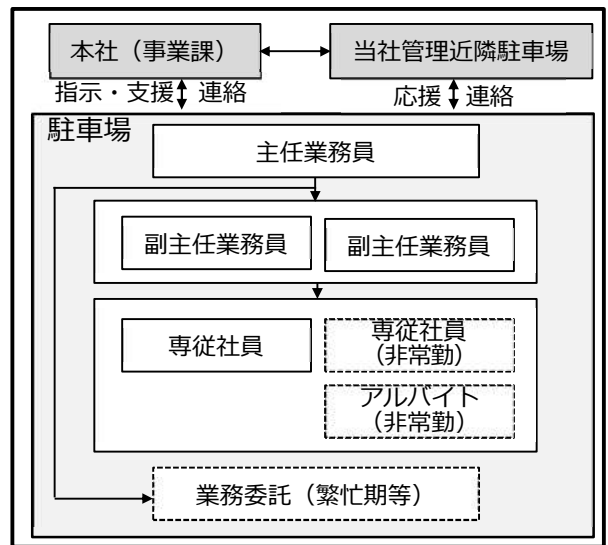 本社（事業課）
当社管理近隣駐車場
指示・支援 連絡
応援 連絡
駐車場
主任業務員
副主任業務員
副主任業務員
専従社員
専従社員
（非常勤）
アルバイト
（非常勤）
業務委託（繁忙期等）